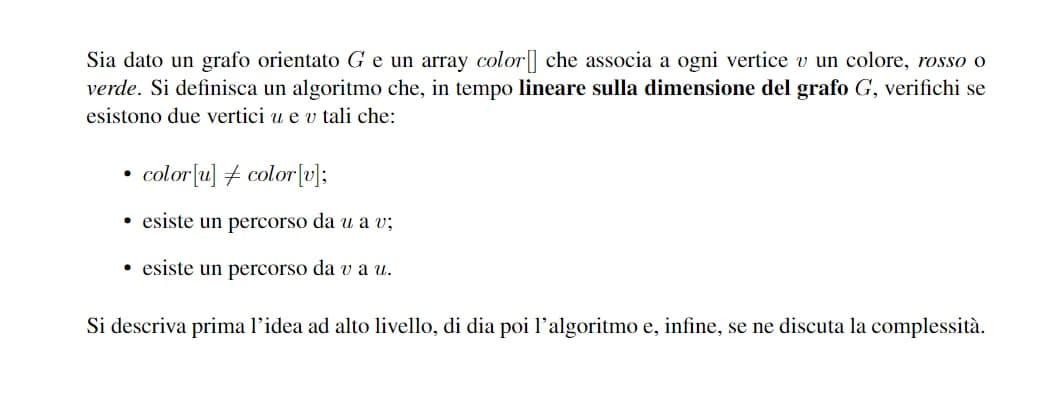 Sia dato un grafo orientato G e un array color[] che associa a ogni vertice v un colore, rosso o
verde. Si definisca un algoritmo che, in tempo lineare sulla dimensione del grafo G, verifichi se
esistono due vertici u e v tali che:
• color[u] ≠ color[v];
• esiste un percorso da u a v;
• esiste un percorso da v a u.
Si descriva prima l'idea ad alto livello, di dia poi l'algoritmo e, infine, se ne discuta la complessità.